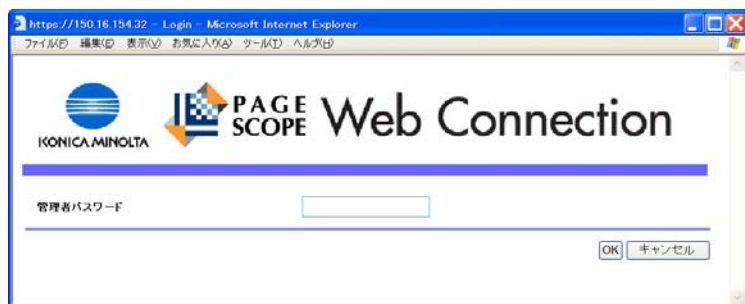 https://150.16.154.32 - Login - Microsoft Internet Explorer
ファイル(F) 編集(E) 表示(V) お気に入り(A) ツール(T) ヘルプ(H)
KONICA MINOLTA
PAGE SCOPE Web Connection
管理者パスワード
OK キャンセル